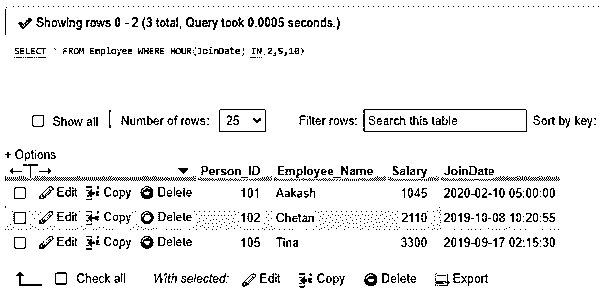 Showing rows 0 - 2 (3 total, Query took 0.0005 seconds.)
SELECT * FROM Employee WHERE HOUR(JoinDate) IN(2,5,10)
Show all | Number of rows: 25 Filter rows: Search this table Sort by key:
+ Options
←T→ ▼ Person_ID Employee_Name Salary JoinDate
Edit Copy Delete 101 Aakash 1045 2020-02-10 05:00:00
Edit Copy Delete 102 Chetan 2110 2019-10-08 10:20:55
Edit Copy Delete 105 Tina 3300 2019-09-17 02:15:30
Check all With selected: Edit Copy Delete Export